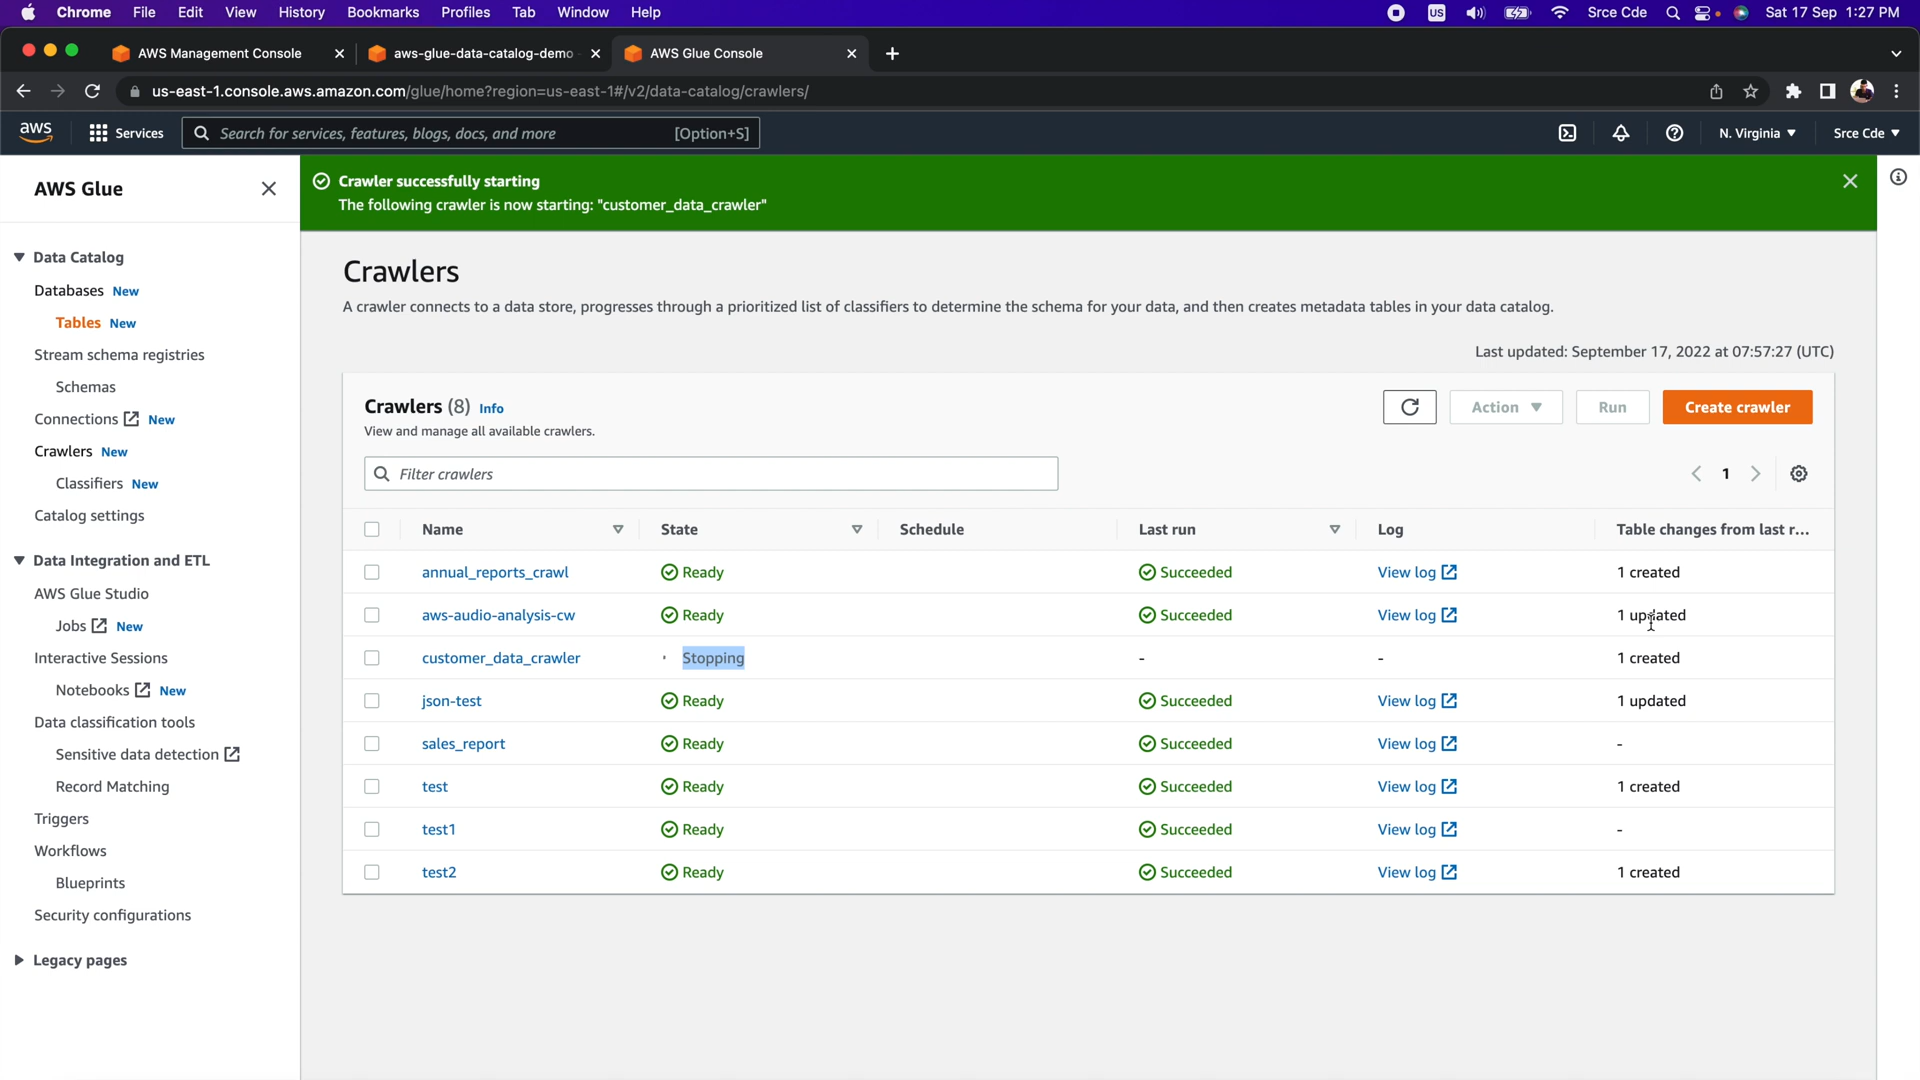 Chrome File Edit View History Bookmarks Profiles Tab Window Help US Srce Cde Sat 17 Sep 1:27 PM
AWS Management Console aws-glue-data-catalog-demo AWS Glue Console
us-east-1.console.aws.amazon.com/glue/home?region=us-east-1#/v2/data-catalog/crawlers/
aws Services Search for services, features, blogs, docs, and more [Option+S] N. Virginia Srce Cde
AWS Glue
Data Catalog
Databases New
Tables New
Stream schema registries
Schemas
Connections New
Crawlers New
Classifiers New
Catalog settings
Data Integration and ETL
AWS Glue Studio
Jobs New
Interactive Sessions
Notebooks New
Data classification tools
Sensitive data detection
Record Matching
Triggers
Workflows
Blueprints
Security configurations
Legacy pages
Crawler successfully starting
The following crawler is now starting: "customer_data_crawler"
Crawlers
A crawler connects to a data store, progresses through a prioritized list of classifiers to determine the schema for your data, and then creates metadata tables in your data catalog.
Last updated: September 17, 2022 at 07:57:27 (UTC)
Crawlers (8) Info
View and manage all available crawlers.
Action Run Create crawler
Filter crawlers
1
Name State Schedule Last run Log Table changes from last r...
annual_reports_crawl Ready Succeeded View log 1 created
aws-audio-analysis-cw Ready Succeeded View log 1 updated
customer_data_crawler Stopping - - 1 created
json-test Ready Succeeded View log 1 updated
sales_report Ready Succeeded View log -
test Ready Succeeded View log 1 created
test1 Ready Succeeded View log -
test2 Ready Succeeded View log 1 created